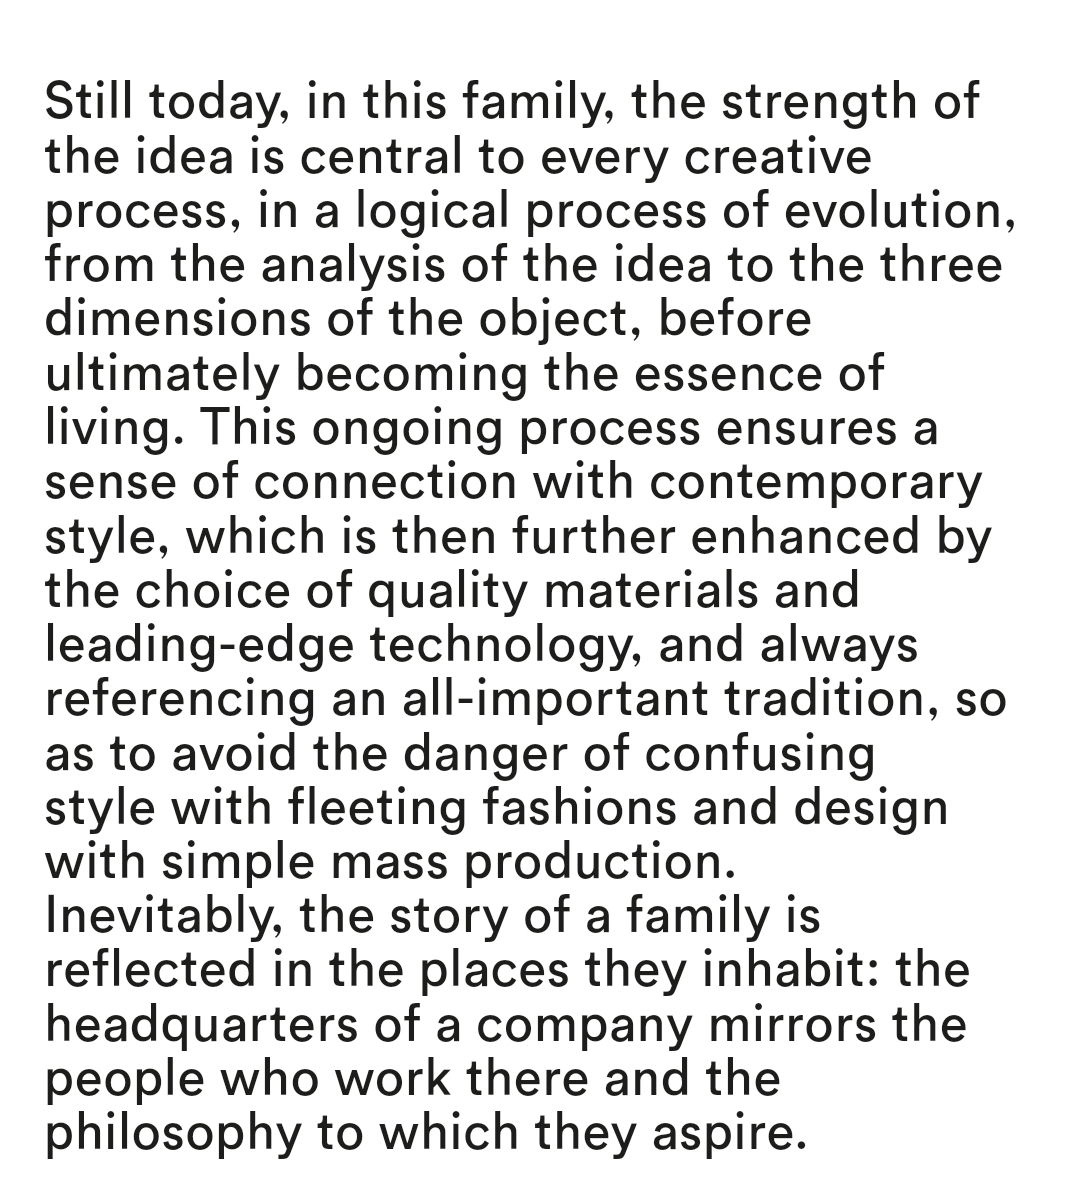 Still today, in this family, the strength of
the idea is central to every creative
process, in a logical process of evolution,
from the analysis of the idea to the three
dimensions of the object, before
ultimately becoming the essence of
living. This ongoing process ensures a
sense of connection with contemporary
style, which is then further enhanced by
the choice of quality materials and
leading-edge technology, and always
referencing an all-important tradition, so
as to avoid the danger of confusing
style with fleeting fashions and design
with simple mass production.
Inevitably, the story of a family is
reflected in the places they inhabit: the
headquarters of a company mirrors the
people who work there and the
philosophy to which they aspire.